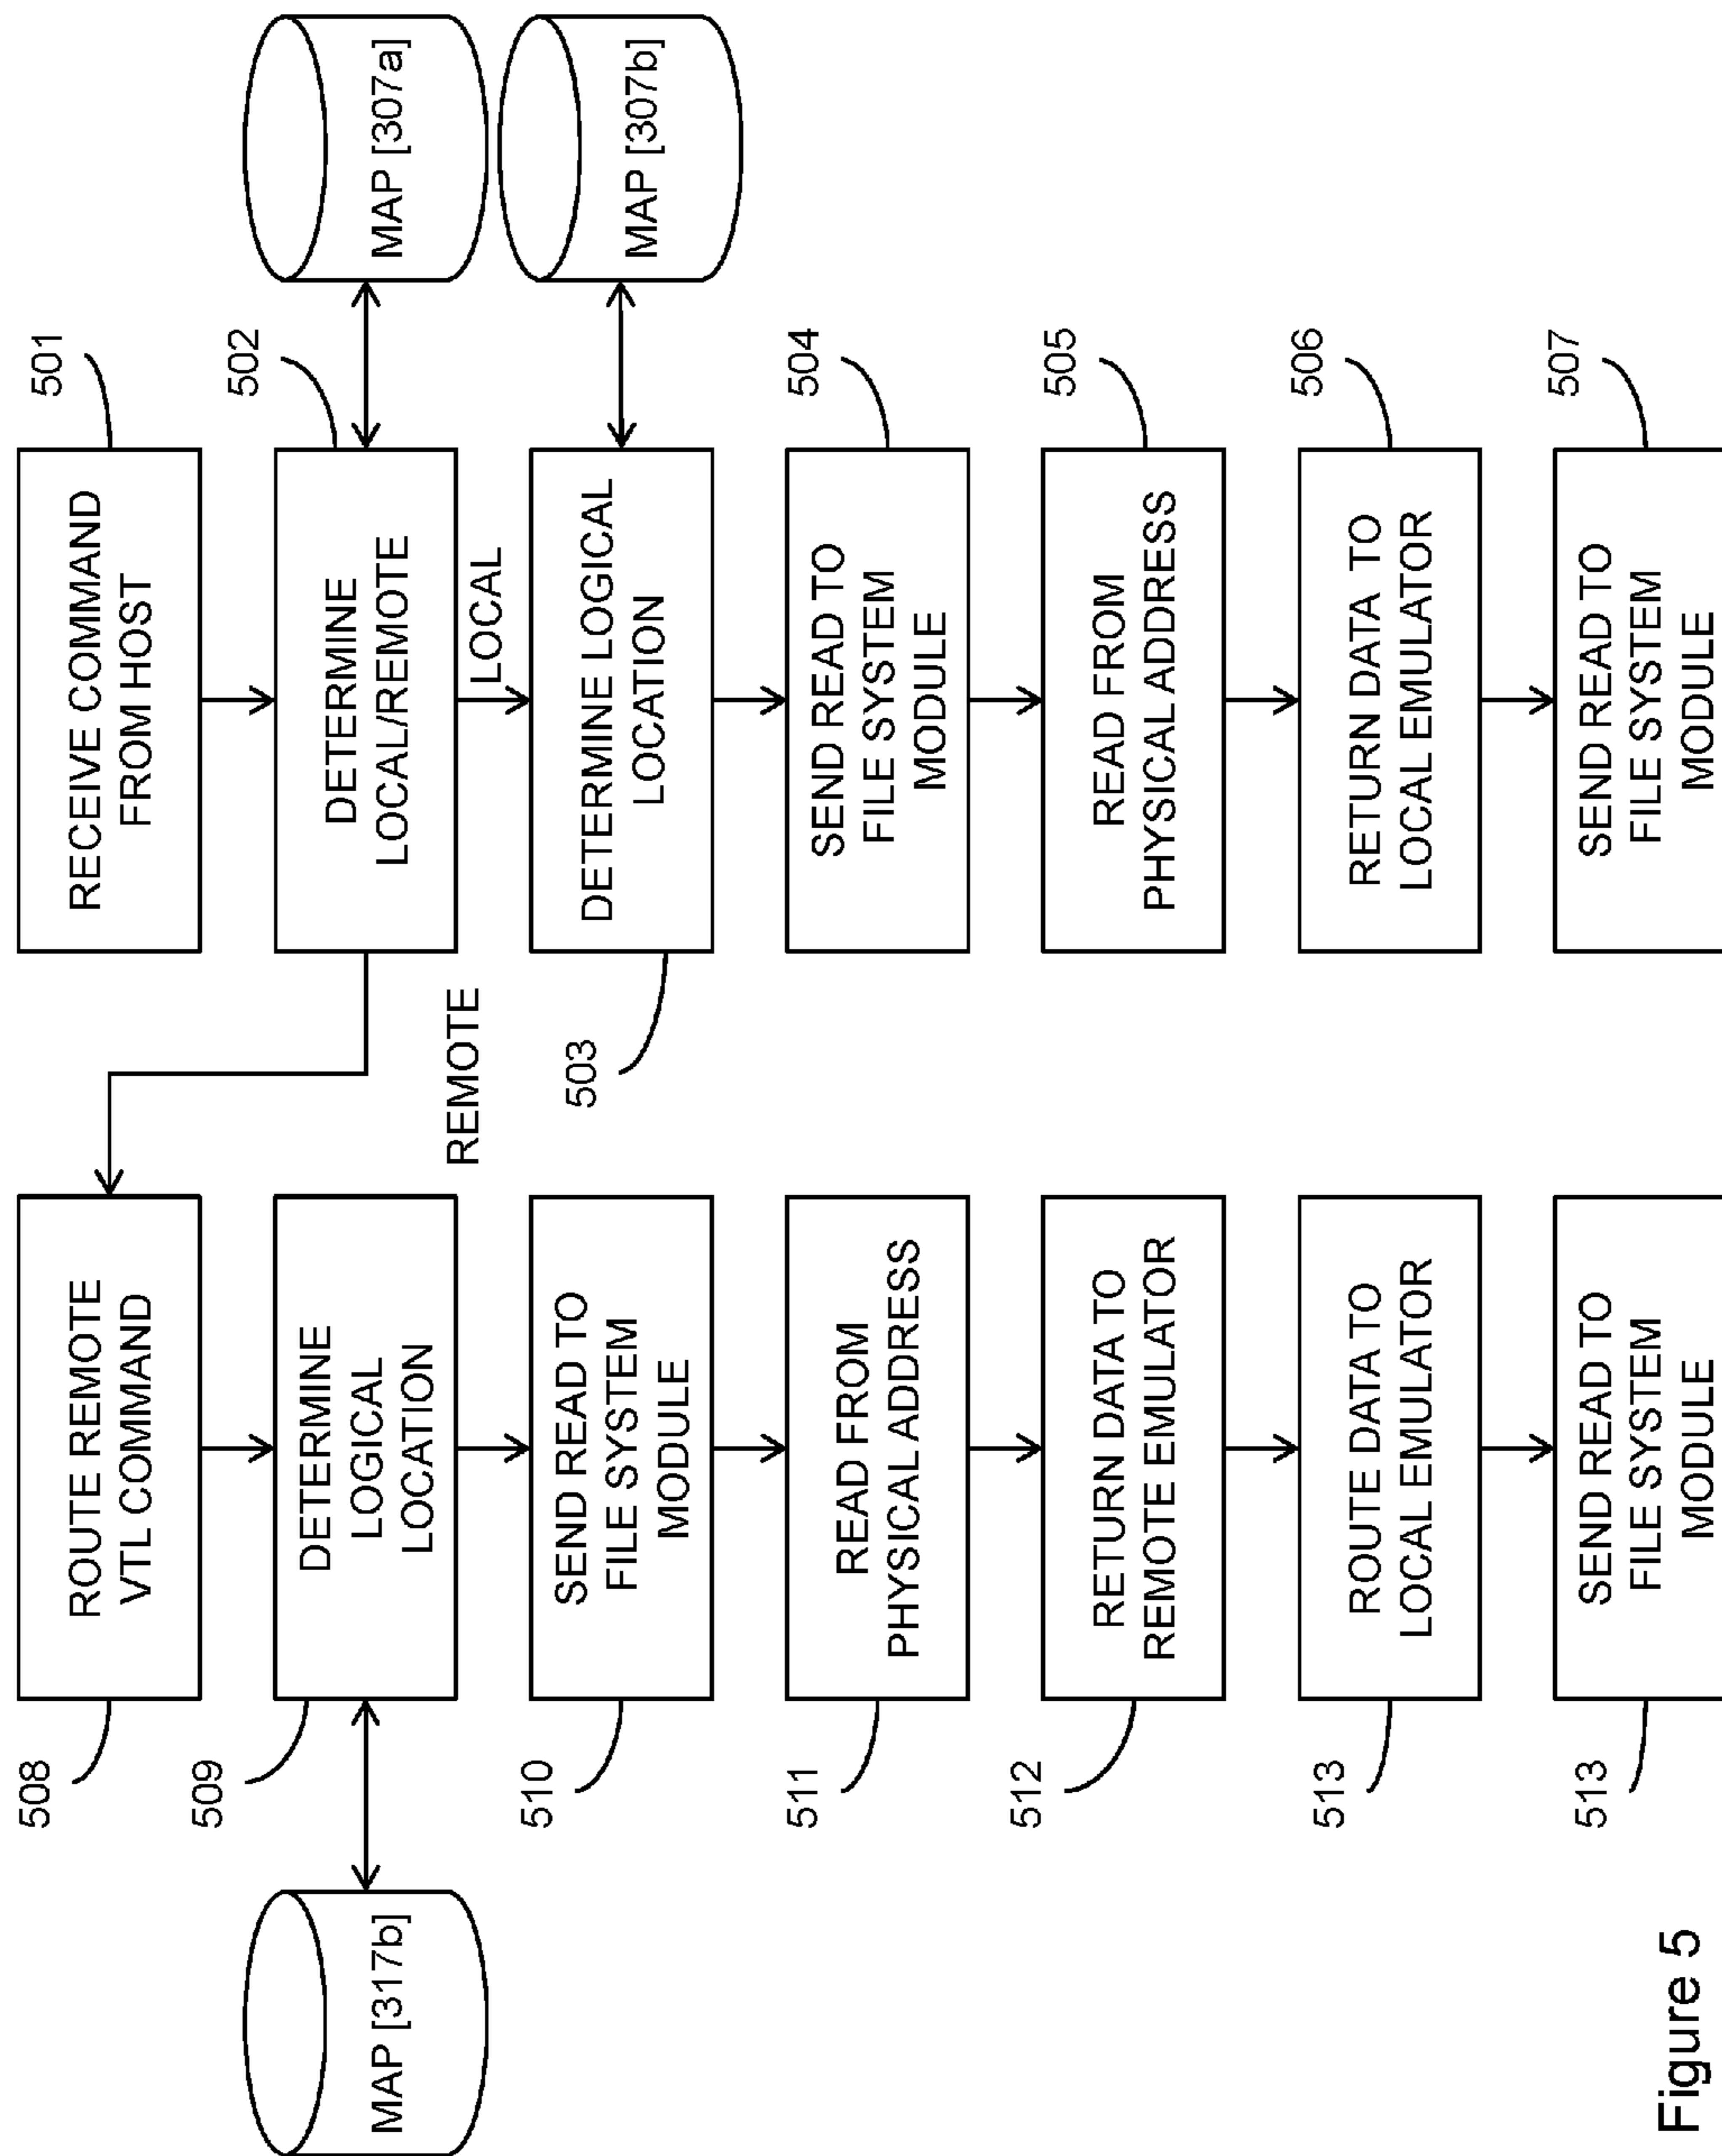 501
RECEIVE COMMAND
FROM HOST
502
DETERMINE
LOCAL/REMOTE
MAP [307a]
LOCAL
REMOTE
503
DETERMINE LOGICAL
LOCATION
MAP [307b]
504
SEND READ TO
FILE SYSTEM
MODULE
505
READ FROM
PHYSICAL ADDRESS
506
RETURN DATA TO
LOCAL EMULATOR
507
SEND READ TO
FILE SYSTEM
MODULE
508
ROUTE REMOTE
VTL COMMAND
509
DETERMINE
LOGICAL
LOCATION
MAP [317b]
510
SEND READ TO
FILE SYSTEM
MODULE
511
READ FROM
PHYSICAL ADDRESS
512
RETURN DATA TO
REMOTE EMULATOR
513
ROUTE DATA TO
LOCAL EMULATOR
513
SEND READ TO
FILE SYSTEM
MODULE
Figure 5